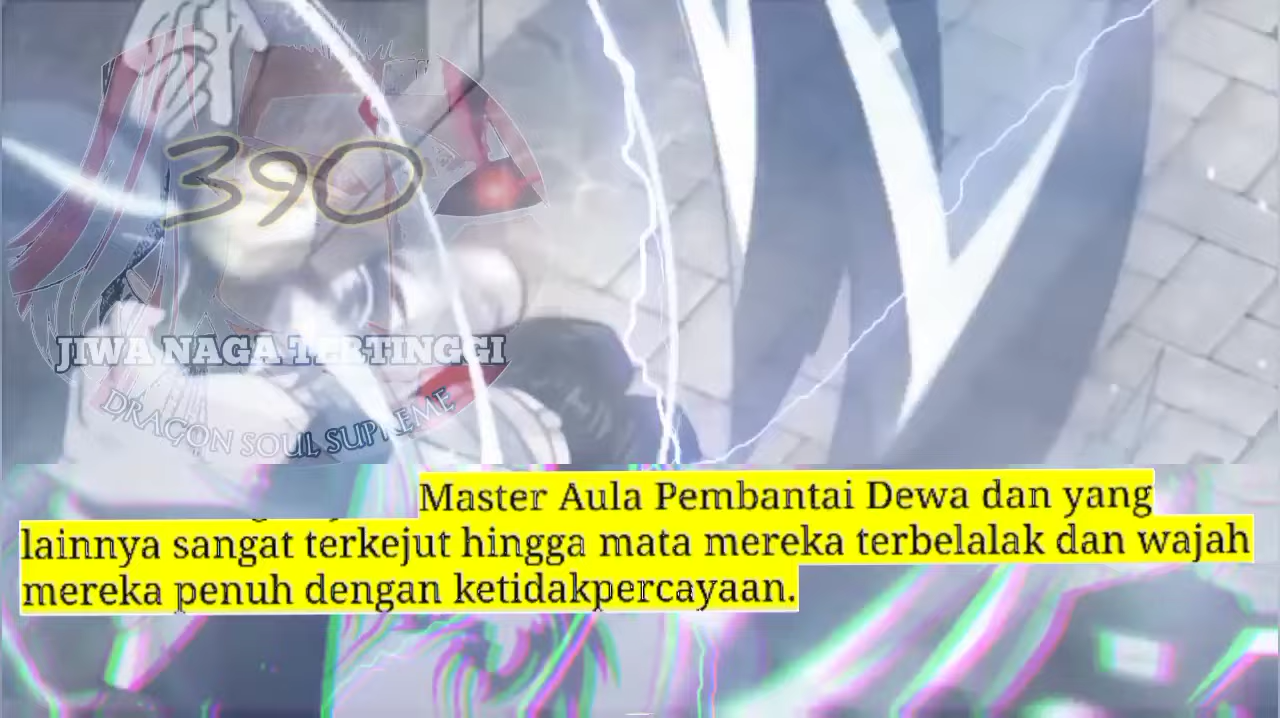 390
JIWA NAGA TERTINGGI
DRAGON SOUL SUPREME
Master Aula Pembantai Dewa dan yang
lainnya sangat terkejut hingga mata mereka terbelalak dan wajah
mereka penuh dengan ketidakpercayaan.